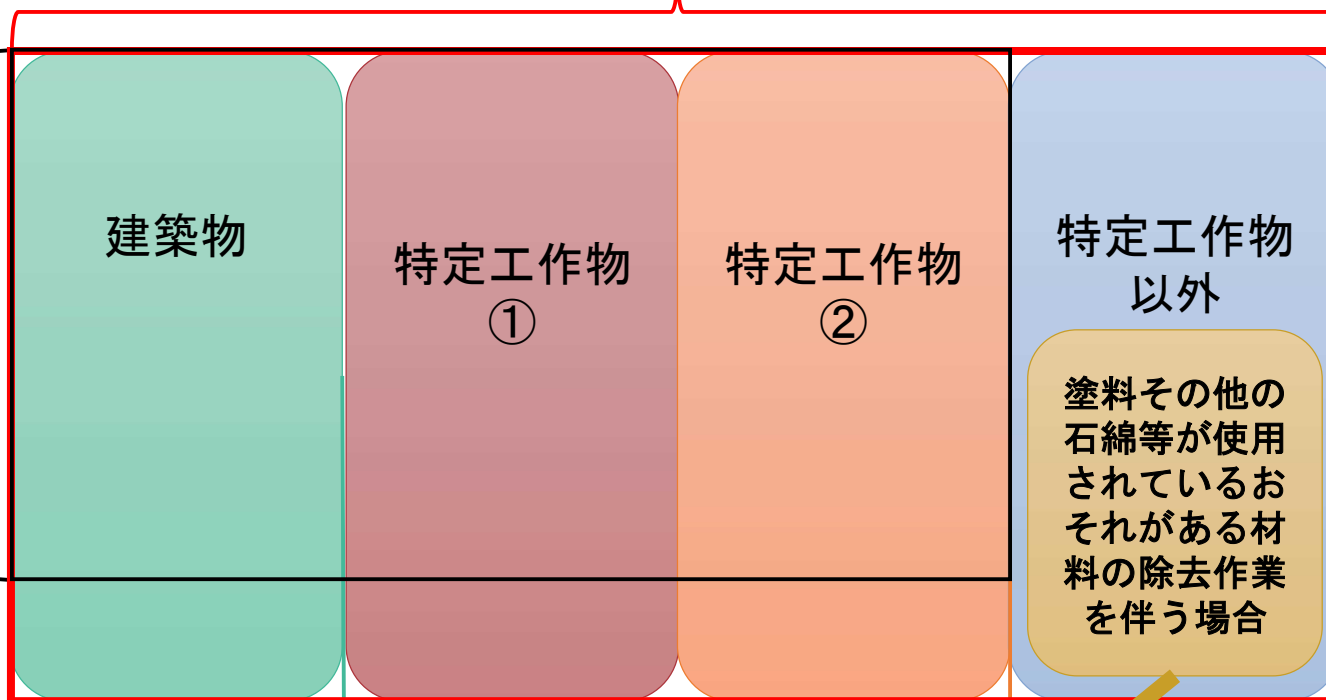 建築物
特定工作物
①
特定工作物
②
特定工作物
以外
塗料その他の
石綿等が使用
されているお
それがある材
料の除去作業
を伴う場合